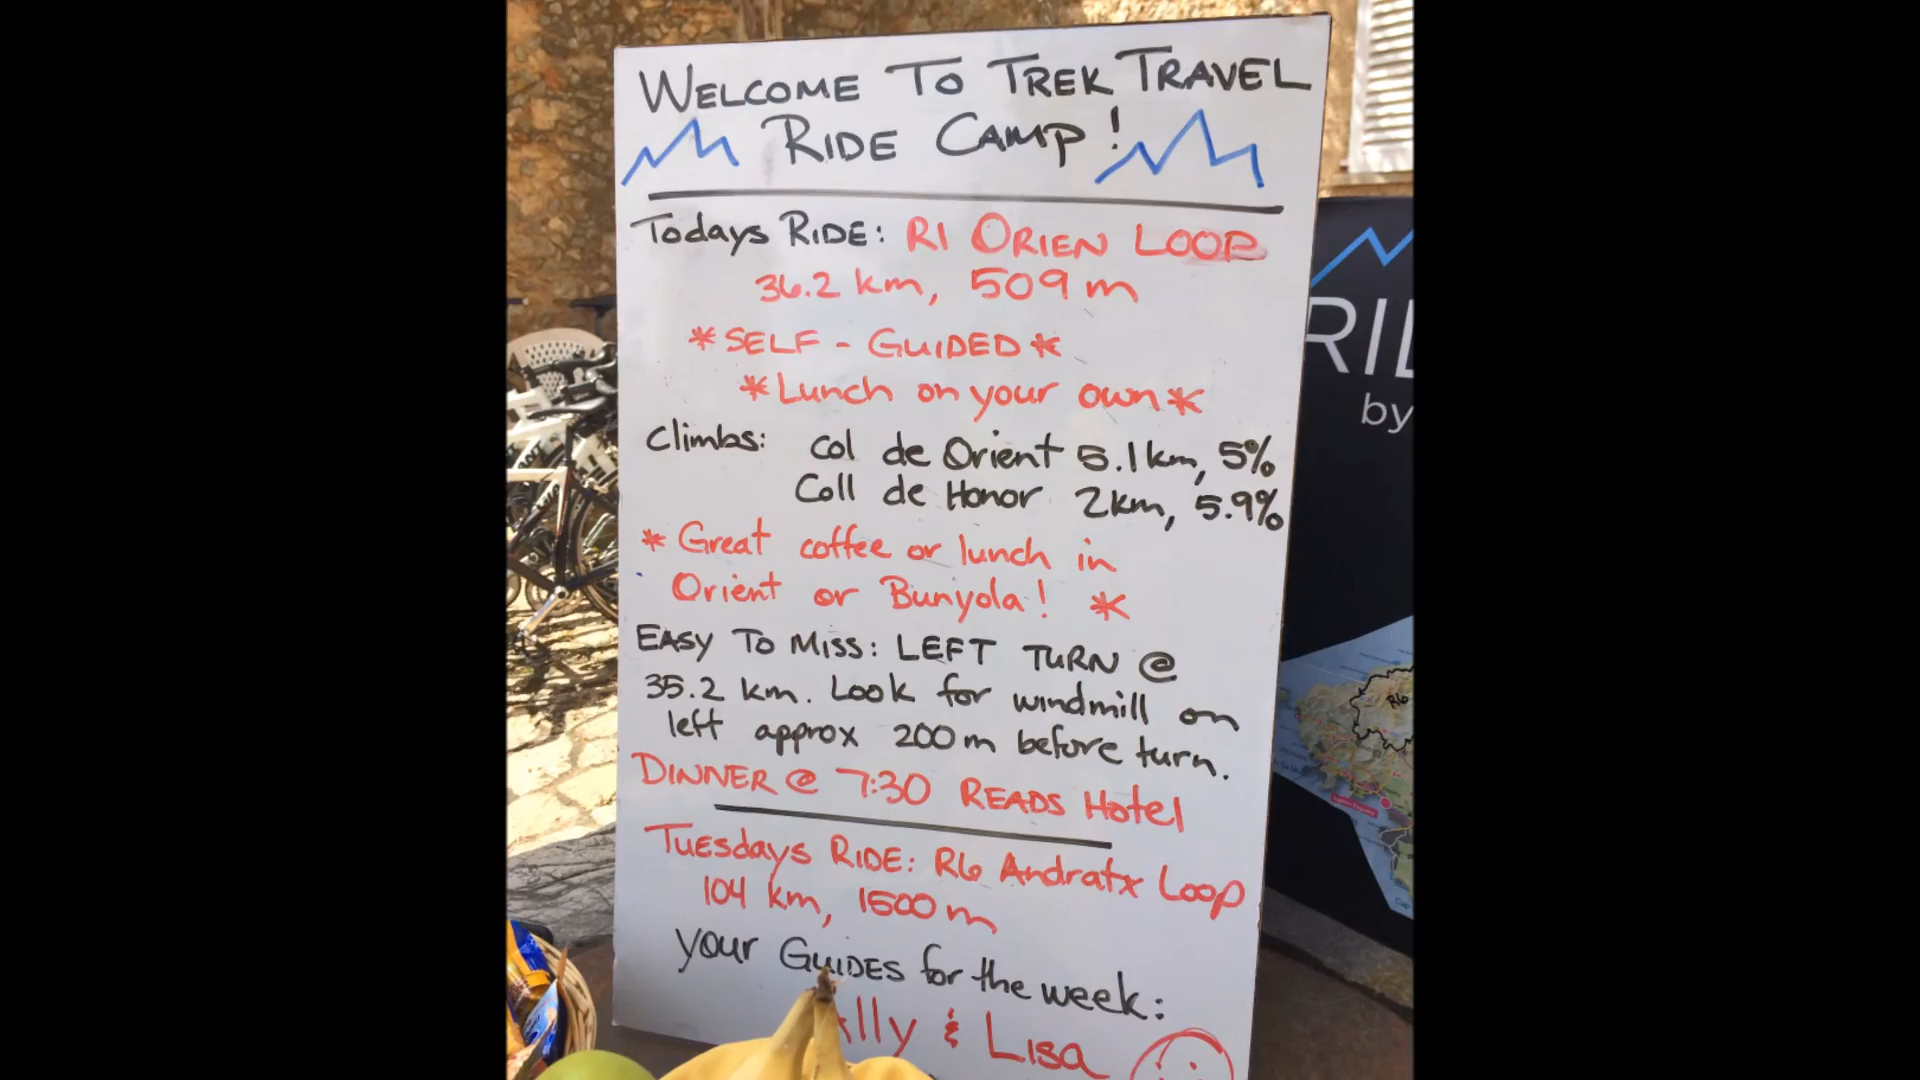 WELCOME TO TREK TRAVEL
RIDE CAMP!
Todays RIDE: R1 ORIEN LOOP
36.2 km, 509 m
*SELF - GUIDED*
*Lunch on your own*
Climbs: Col de Orient 5.1km, 5%
Coll de Honor 2km, 5.9%
* Great coffee or lunch in
Orient or Bunyola! *
EASY TO MISS: LEFT TURN @
35.2 km. Look for windmill on
left approx 200m before turn.
DINNER @ 7:30 READS Hotel
Tuesdays RIDE: R6 Andratx Loop
104 km, 1500 m
your GUIDES for the week:
Ally & Lisa
RI
by
R6